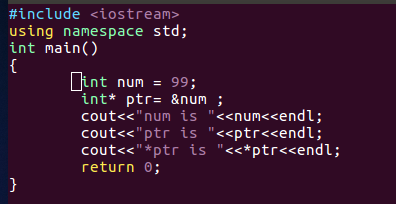 #include <iostream>
using namespace std;
int main()
{
        int num = 99;
        int* ptr= &num ;
        cout<<"num is "<<num<<endl;
        cout<<"ptr is "<<ptr<<endl;
        cout<<"*ptr is "<<*ptr<<endl;
        return 0;
}